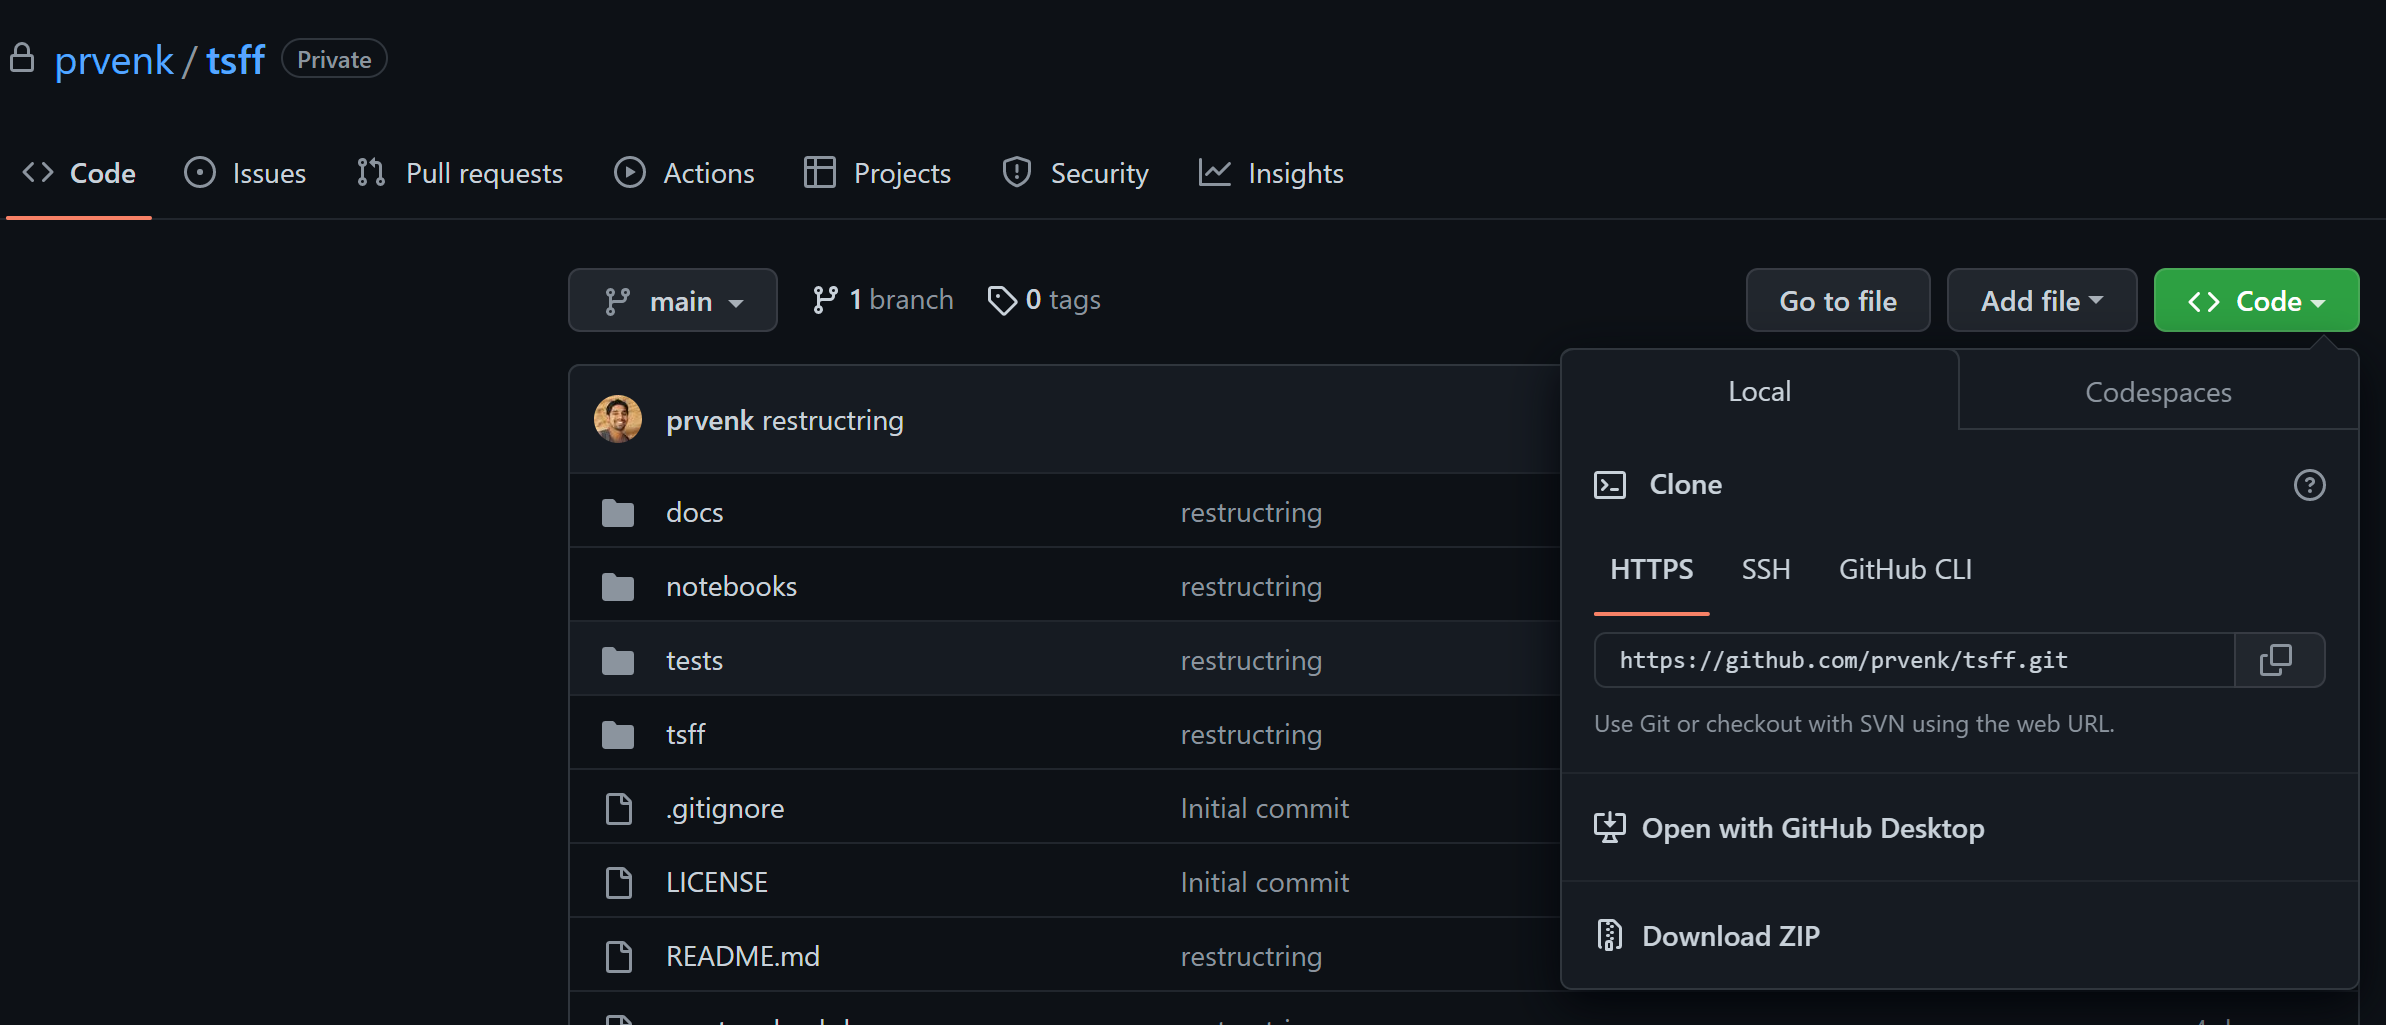 prvenk / tsff Private
Code Issues Pull requests Actions Projects Security Insights
main 1 branch 0 tags Go to file Add file Code
prvenk restructring
docs restructring
notebooks restructring
tests restructring
tsff restructring
.gitignore Initial commit
LICENSE Initial commit
README.md restructring
Local Codespaces
Clone
HTTPS SSH GitHub CLI
https://github.com/prvenk/tsff.git
Use Git or checkout with SVN using the web URL.
Open with GitHub Desktop
Download ZIP